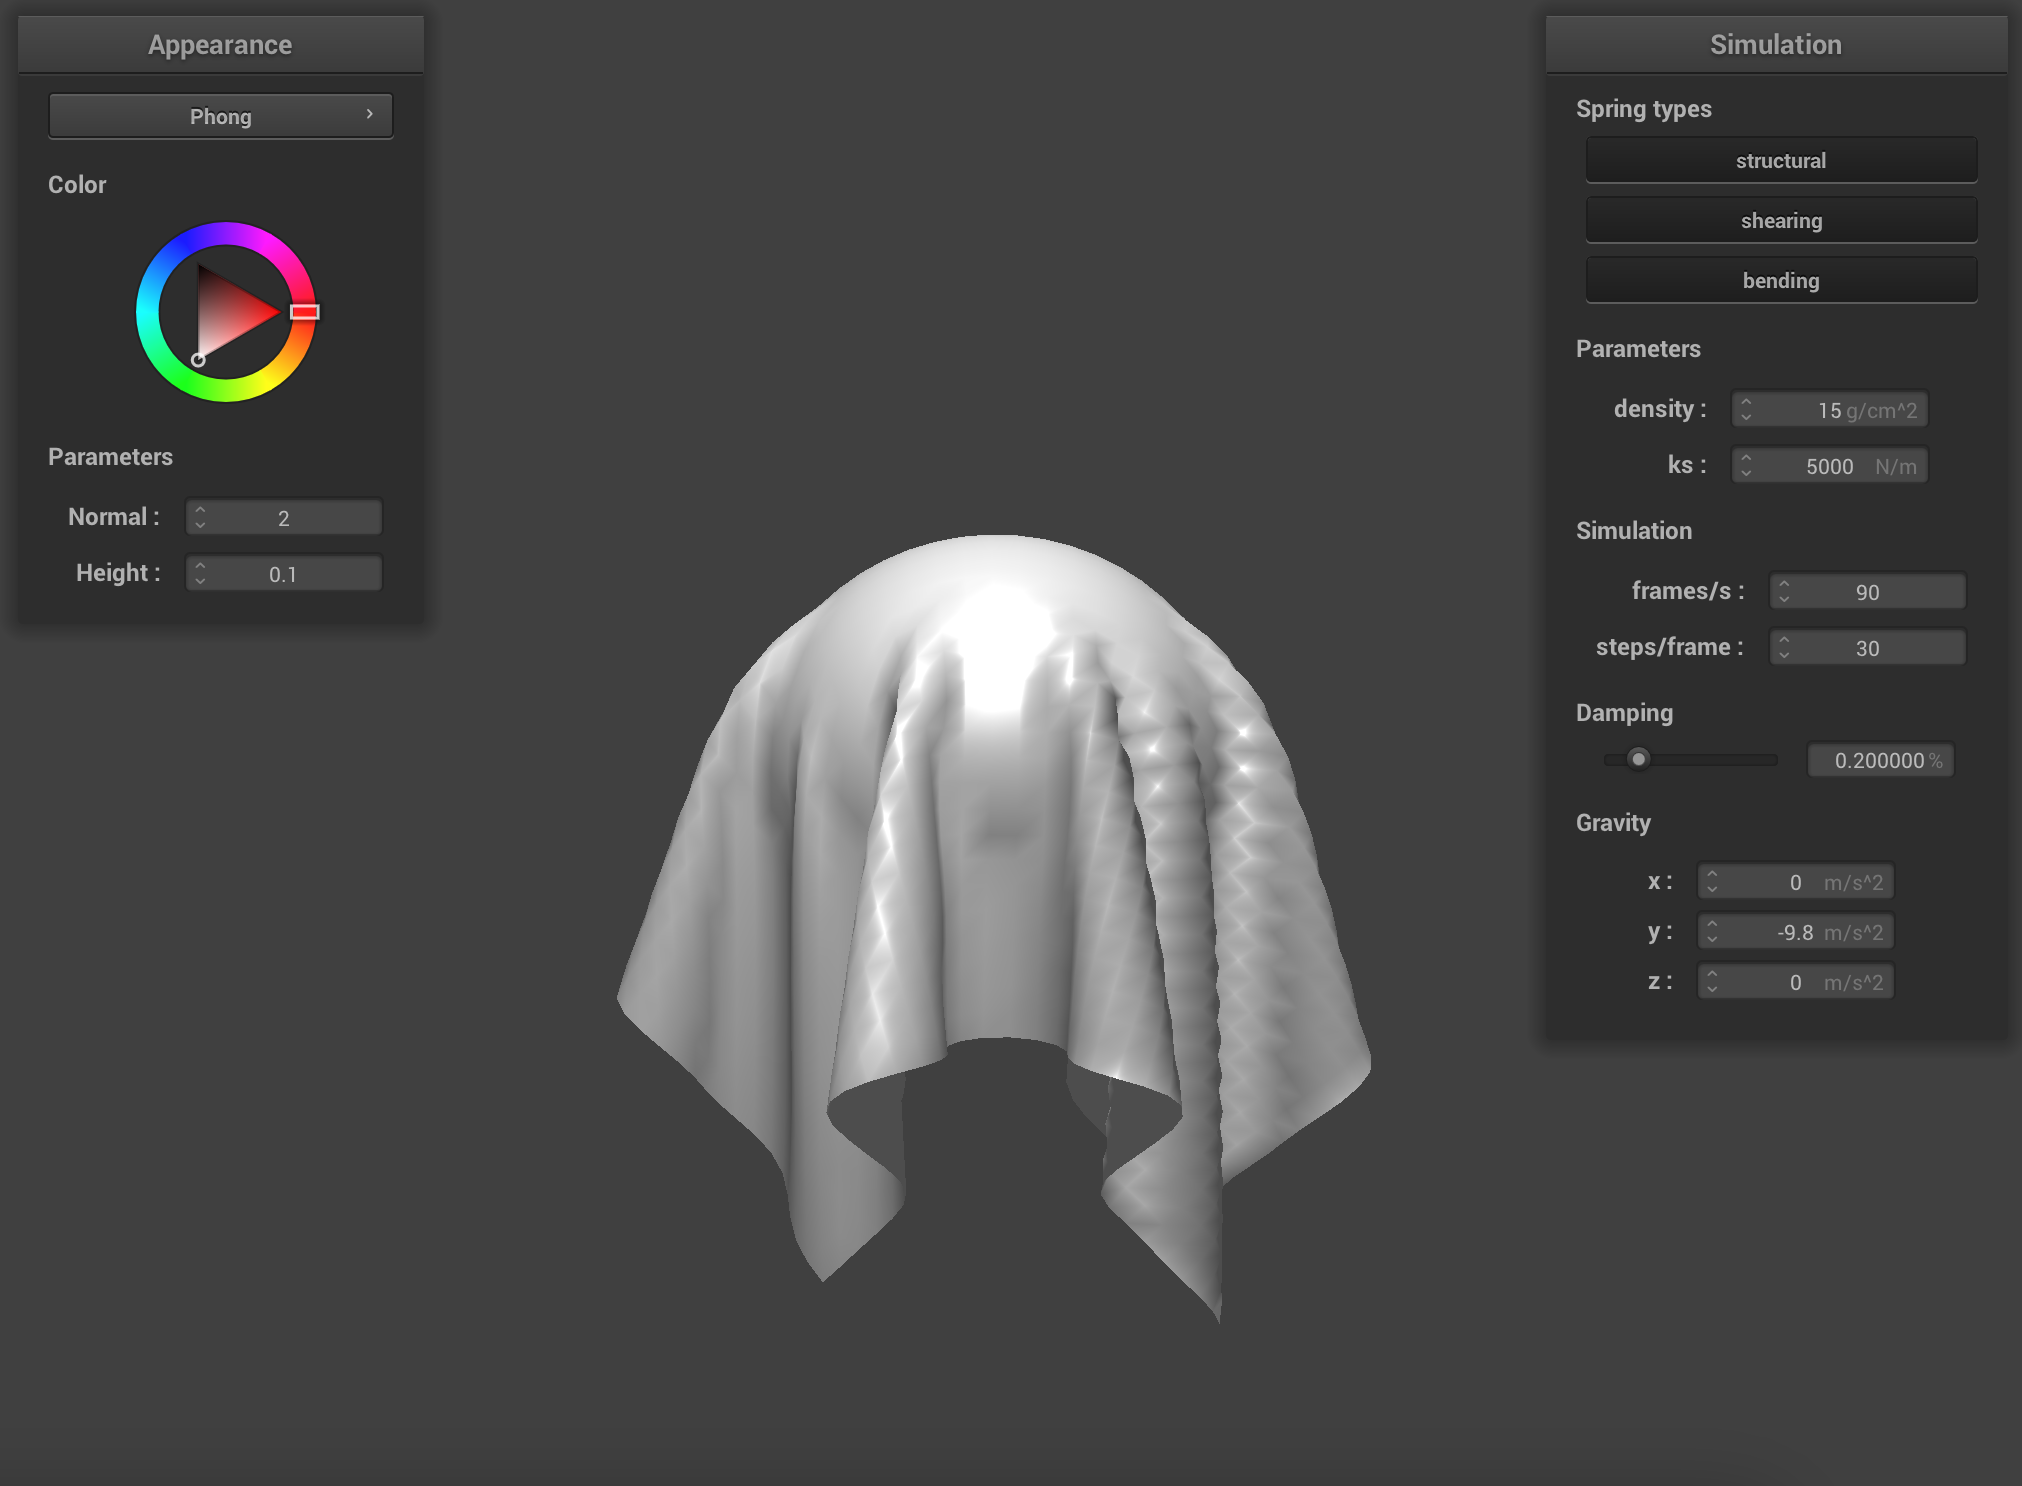 Appearance
Phong
Color
Parameters
Normal : 2
Height : 0.1
Simulation
Spring types
structural
shearing
bending
Parameters
density : 15 g/cm^2
ks : 5000 N/m
Simulation
frames/s : 90
steps/frame : 30
Damping
0.200000 %
Gravity
x : 0 m/s^2
y : -9.8 m/s^2
z : 0 m/s^2